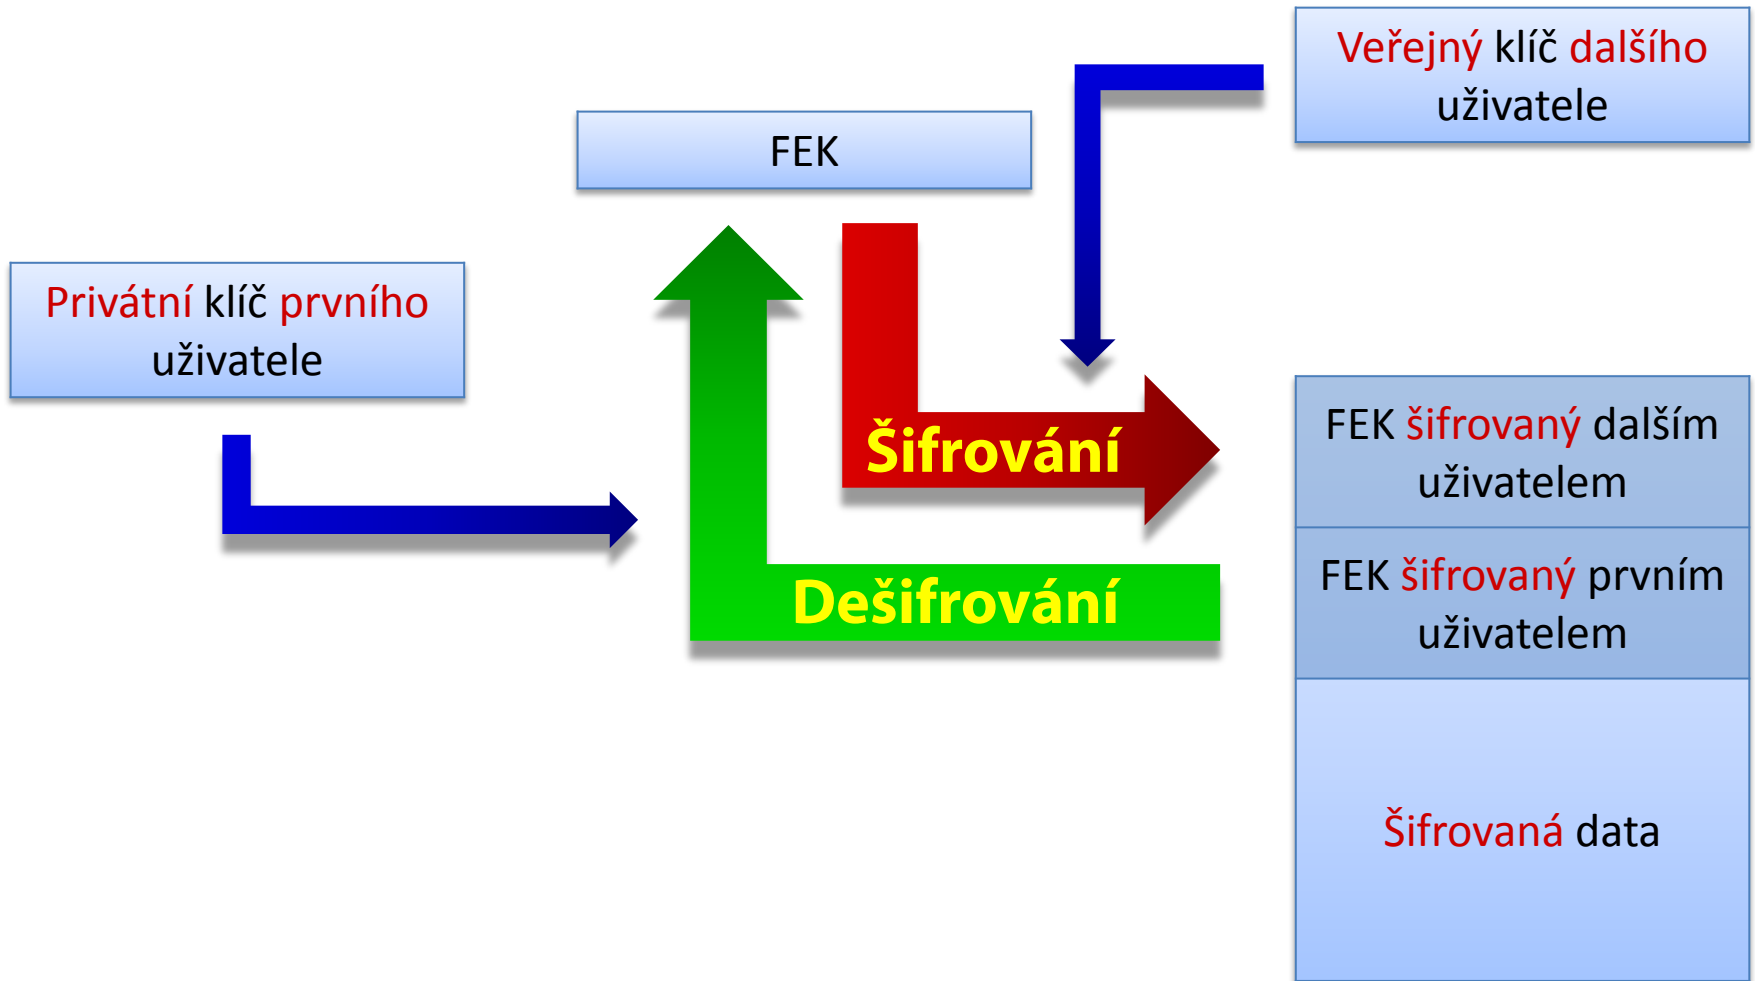 Veřejný klíč dalšího
uživatele
FEK
Privátní klíč prvního
uživatele
Šifrování
FEK šifrovaný dalším
uživatelem
Dešifrování
FEK šifrovaný prvním
uživatelem
Šifrovaná data